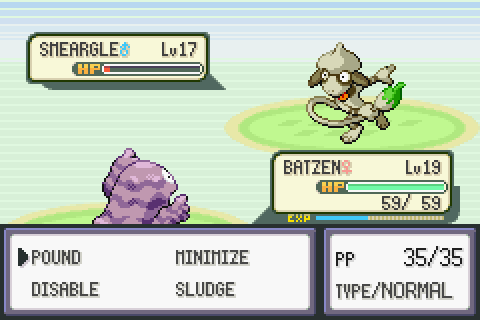 SMEARGLE♂ Lv17
HP
BATZEN♀ Lv19
HP
59/ 59
EXP
POUND MINIMIZE
DISABLE SLUDGE
PP 35/35
TYPE/NORMAL